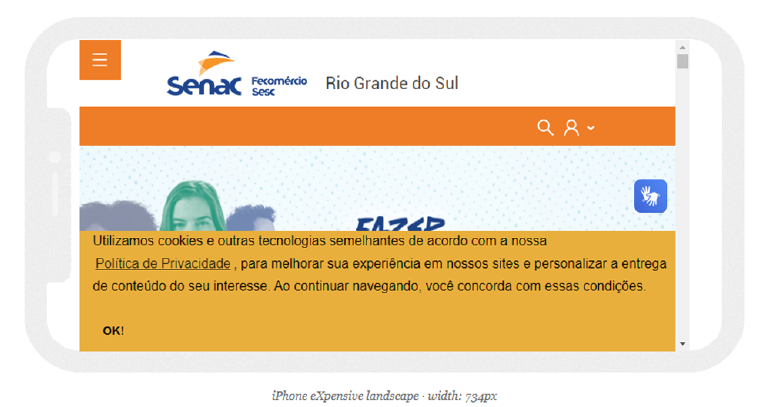 Senac Fecomércio
Sesc
Rio Grande do Sul
FAZER
Utilizamos cookies e outras tecnologias semelhantes de acordo com a nossa
Política de Privacidade , para melhorar sua experiência em nossos sites e personalizar a entrega
de conteúdo do seu interesse. Ao continuar navegando, você concorda com essas condições.
OK!
iPhone eXpensive landscape · width: 734px